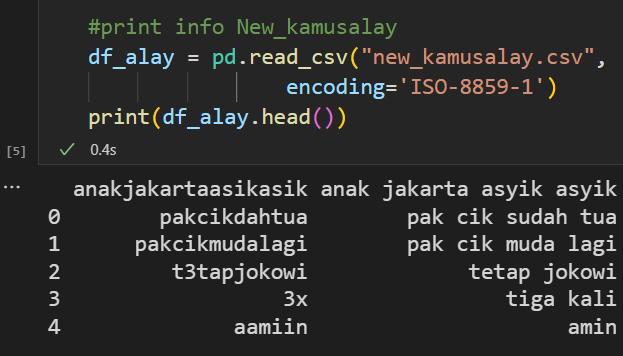 #print info New_kamusalay
df_alay = pd.read_csv("new_kamusalay.csv",
encoding='ISO-8859-1')
print(df_alay.head())
[5] ✓ 0.4s
... anakjakartaasikasik anak jakarta asyik asyik
0 pakcikdahtua pak cik sudah tua
1 pakcikmudalagi pak cik muda lagi
2 t3tapjokowi tetap jokowi
3 3x tiga kali
4 aamiin amin